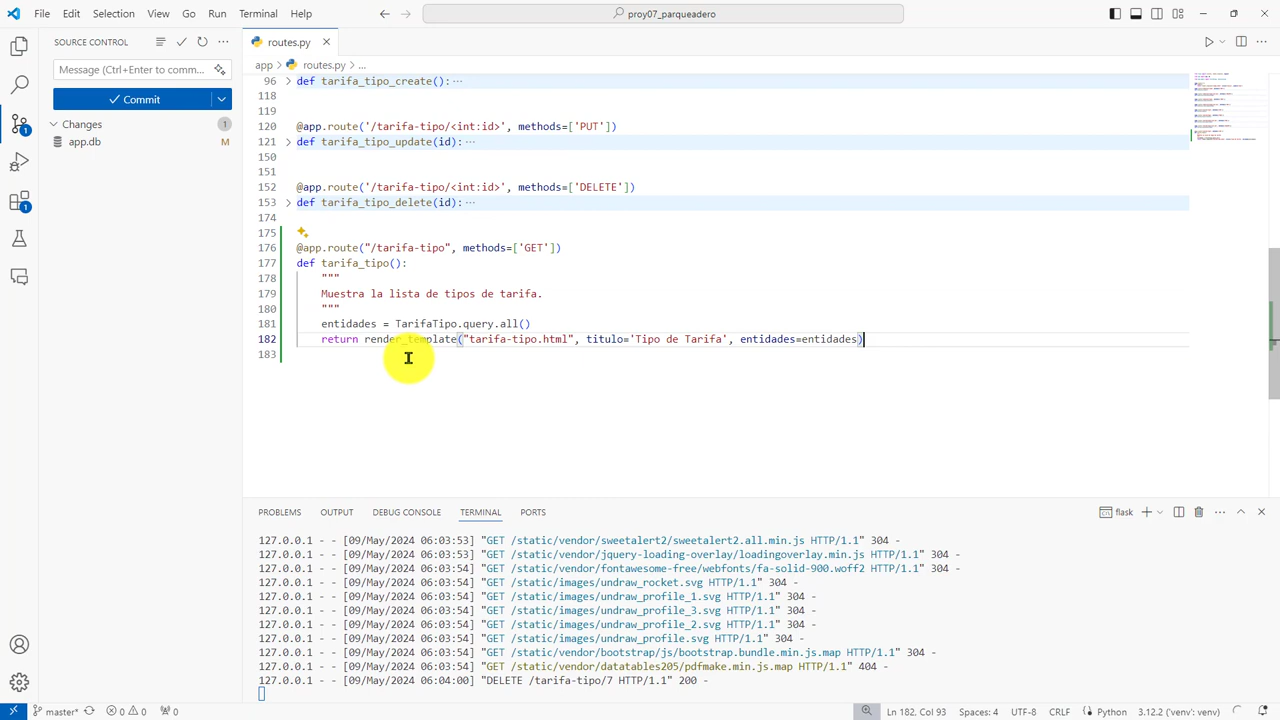 File Edit Selection View Go Run Terminal Help
proy07_parqueadero
SOURCE CONTROL
routes.py
app > routes.py > ...
Message (Ctrl+Enter to comm...
Commit
Changes 1
app.db M
96 def tarifa_tipo_create(): ...
118
119
120 @app.route('/tarifa-tipo/<int:id>', methods=
121 def tarifa_tipo_update(id): ...
150
151
152 @app.route('/tarifa-tipo/<int:id>', methods=['DELETE'])
153 def tarifa_tipo_delete(id): ...
174
175
176 @app.route("/tarifa-tipo", methods=['GET'])
177 def tarifa_tipo():
178 """
179 Muestra la lista de tipos de tarifa.
180 """
181 entidades = TarifaTipo.query.all()
182 return render_template("tarifa-tipo.html", titulo='Tipo de Tarifa', entidades=entidades)
183
PROBLEMS OUTPUT DEBUG CONSOLE TERMINAL PORTS
flask
127.0.0.1 - - [09/May/2024 06:03:53] "GET /static/vendor/sweetalert2/sweetalert2.all.min.js HTTP/1.1" 304 -
127.0.0.1 - - [09/May/2024 06:03:53] "GET /static/vendor/jquery-loading-overlay/loadingoverlay.min.js HTTP/1.1" 304 -
127.0.0.1 - - [09/May/2024 06:03:54] "GET /static/vendor/fontawesome-free/webfonts/fa-solid-900.woff2 HTTP/1.1" 304 -
127.0.0.1 - - [09/May/2024 06:03:54] "GET /static/images/undraw_rocket.svg HTTP/1.1" 304 -
127.0.0.1 - - [09/May/2024 06:03:54] "GET /static/images/undraw_profile_1.svg HTTP/1.1" 304 -
127.0.0.1 - - [09/May/2024 06:03:54] "GET /static/images/undraw_profile_3.svg HTTP/1.1" 304 -
127.0.0.1 - - [09/May/2024 06:03:54] "GET /static/images/undraw_profile_2.svg HTTP/1.1" 304 -
127.0.0.1 - - [09/May/2024 06:03:54] "GET /static/images/undraw_profile.svg HTTP/1.1" 304 -
127.0.0.1 - - [09/May/2024 06:03:54] "GET /static/vendor/bootstrap/js/bootstrap.bundle.min.js.map HTTP/1.1" 304 -
127.0.0.1 - - [09/May/2024 06:03:54] "GET /static/vendor/datatables205/pdfmake.min.js.map HTTP/1.1" 404 -
127.0.0.1 - - [09/May/2024 06:04:00] "DELETE /tarifa-tipo/7 HTTP/1.1" 200 -
master* 0 0 0 Ln 182, Col 93 Spaces: 4 UTF-8 CRLF Python 3.12.2 ('venv': venv)